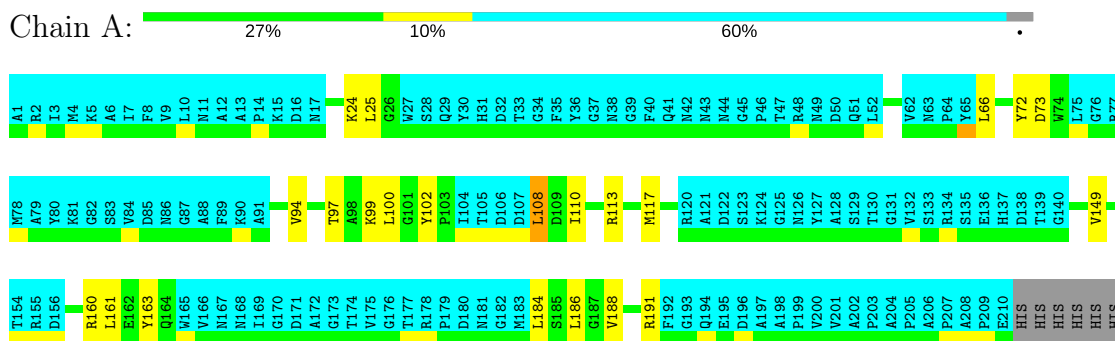 Chain A:
27% 10% 60% •
A1 R2 I3 M4 K5 A6 I7 F8 V9 L10 N11 A12 A13 P14 K15 D16 N17 K24 L25 G26 W27 S28 Q29 Y30 H31 D32 T33 G34 F35 Y36 G37 N38 G39 F40 Q41 N42 N43 N44 G45 P46 T47 R48 N49 D50 Q51 L52 V62 N63 P64 Y65 L66 Y72 D73 W74 L75 G76 R77
M78 A79 Y80 K81 G82 S83 V84 D85 N86 G87 A88 F89 K90 A91 V94 T97 A98 K99 L100 G101 Y102 P103 I104 T105 D106 D107 L108 D109 I110 R113 M117 R120 A121 D122 S123 K124 G125 N126 Y127 A128 S129 T130 G131 V132 S133 R134 S135 E136 H137 D138 T139 G140 V149
T154 R155 D156 R160 L161 E162 Y163 Q164 W165 V166 N167 N168 I169 G170 D171 A172 G173 T174 V175 G176 T177 R178 P179 D180 N181 G182 M183 L184 S185 L186 G187 V188 R191 F192 G193 Q194 E195 D196 A197 A198 P199 V200 V201 A202 P203 A204 P205 A206 P207 A208 P209 E210 HIS HIS HIS HIS HIS HIS